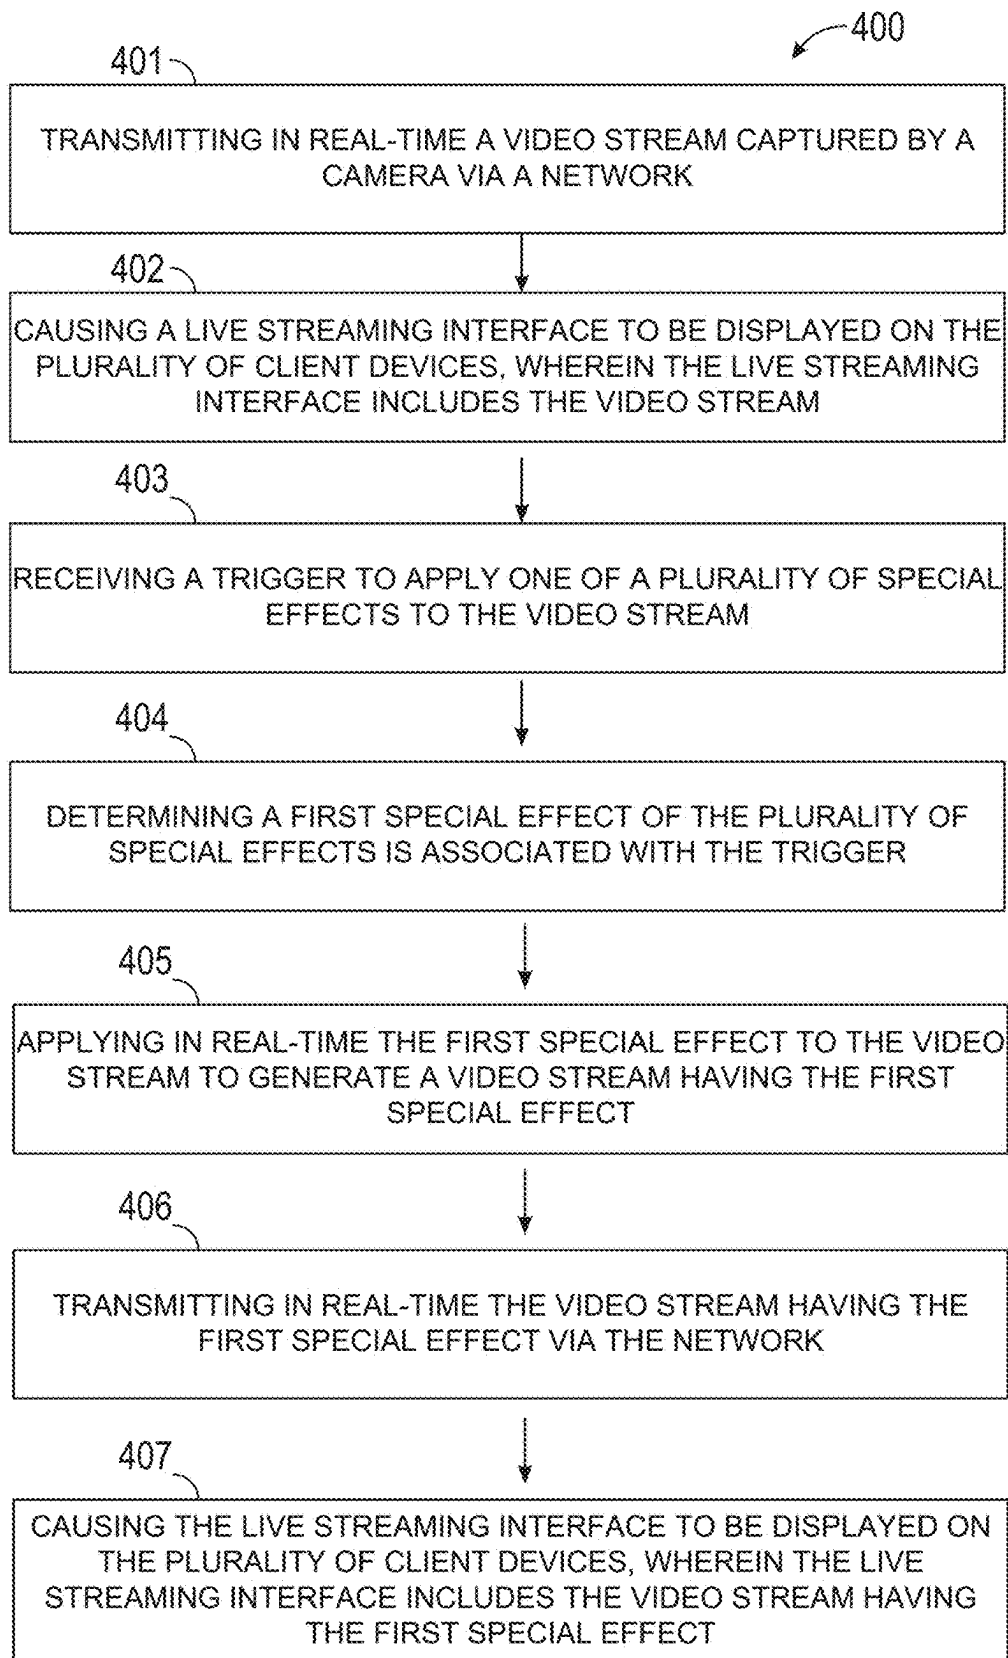 400
401
TRANSMITTING IN REAL-TIME A VIDEO STREAM CAPTURED BY A
CAMERA VIA A NETWORK
402
CAUSING A LIVE STREAMING INTERFACE TO BE DISPLAYED ON THE
PLURALITY OF CLIENT DEVICES, WHEREIN THE LIVE STREAMING
INTERFACE INCLUDES THE VIDEO STREAM
403
RECEIVING A TRIGGER TO APPLY ONE OF A PLURALITY OF SPECIAL
EFFECTS TO THE VIDEO STREAM
404
DETERMINING A FIRST SPECIAL EFFECT OF THE PLURALITY OF
SPECIAL EFFECTS IS ASSOCIATED WITH THE TRIGGER
405
APPLYING IN REAL-TIME THE FIRST SPECIAL EFFECT TO THE VIDEO
STREAM TO GENERATE A VIDEO STREAM HAVING THE FIRST
SPECIAL EFFECT
406
TRANSMITTING IN REAL-TIME THE VIDEO STREAM HAVING THE
FIRST SPECIAL EFFECT VIA THE NETWORK
407
CAUSING THE LIVE STREAMING INTERFACE TO BE DISPLAYED ON
THE PLURALITY OF CLIENT DEVICES, WHEREIN THE LIVE
STREAMING INTERFACE INCLUDES THE VIDEO STREAM HAVING
THE FIRST SPECIAL EFFECT